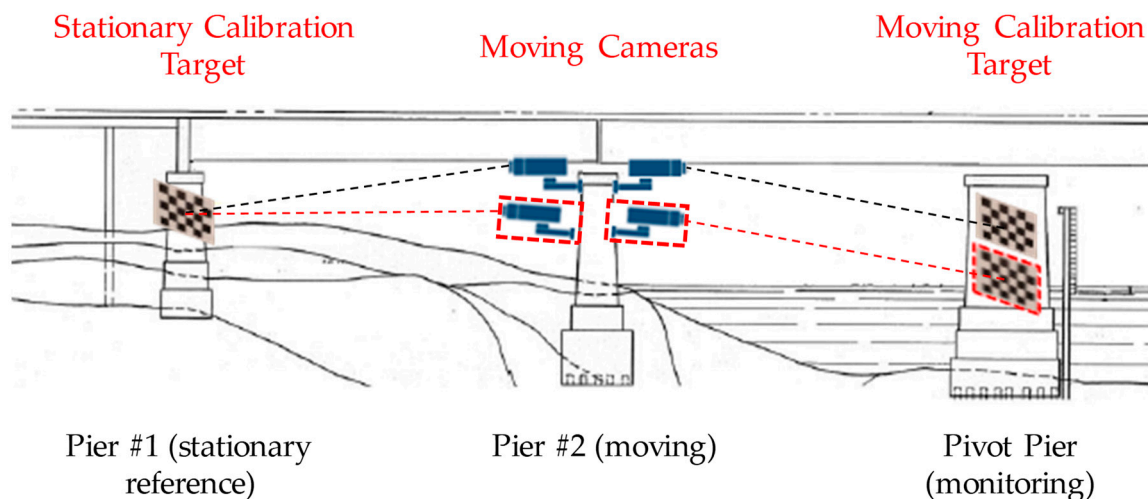 Stationary Calibration
Target
Moving Cameras
Moving Calibration
Target
Pier #1 (stationary
reference)
Pier #2 (moving)
Pivot Pier
(monitoring)